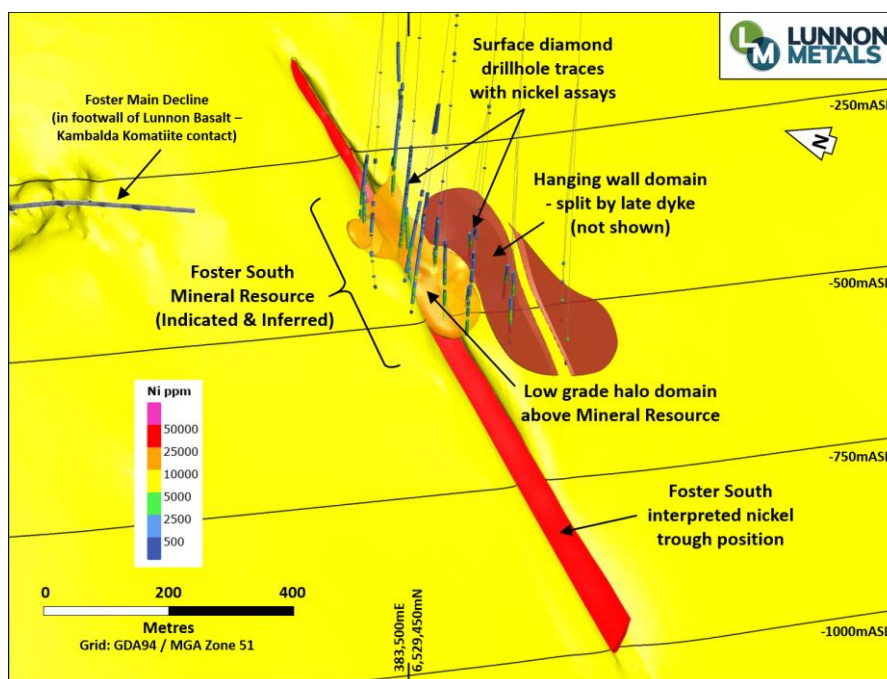 LM
LUNNON
METALS
Surface diamond
drillhole traces
with nickel assays
Foster Main Decline
(in footwall of Lunnon Basalt –
Kambalda Komatiite contact)
-250mASL
N
Hanging wall domain
- split by late dyke
(not shown)
Foster South
Mineral Resource
(Indicated & Inferred)
-500mASL
Low grade halo domain
above Mineral Resource
Ni ppm
50000
25000
10000
5000
2500
500
-750mASL
Foster South
interpreted nickel
trough position
0
200
400
Metres
Grid: GDA94 / MGA Zone 51
383,500mE
6,529,450mN
-1000mASL